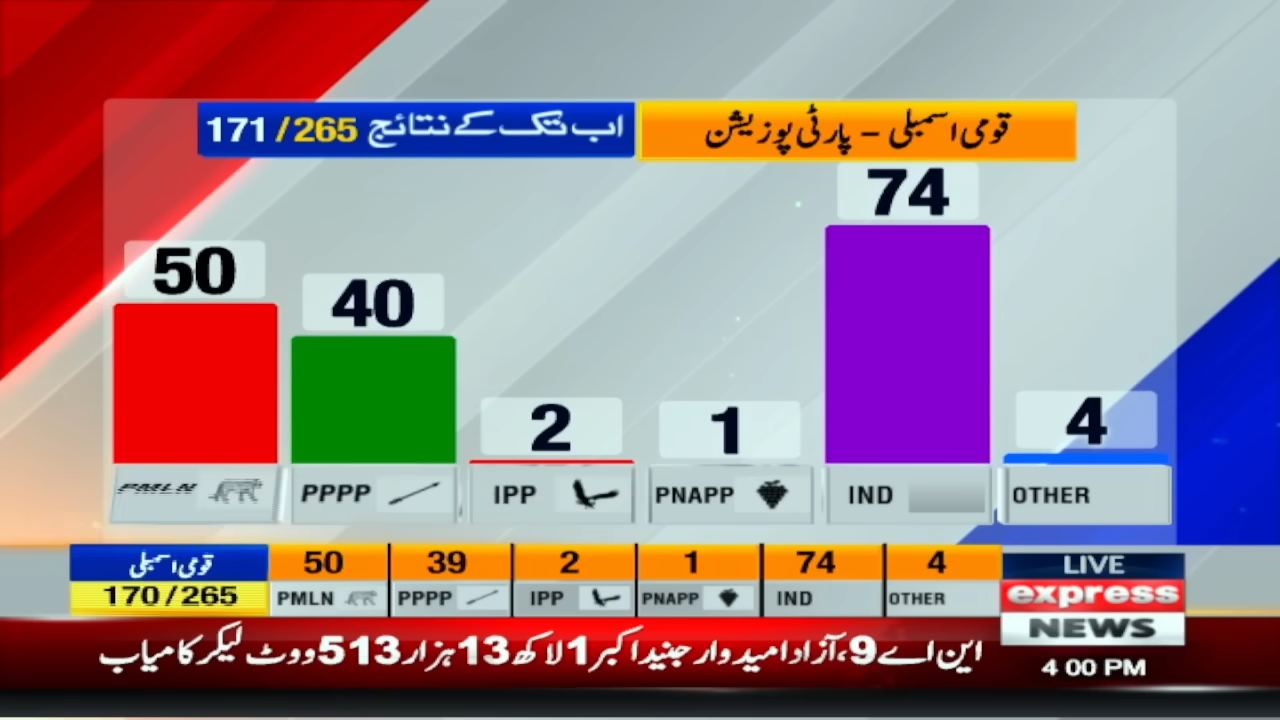 قومی اسمبلی - پارٹی پوزیشن
اب تک کے نتائج 171/265
50
40
2
1
74
4
PMLN
PPPP
IPP
PNAPP
IND
OTHER
قومی اسمبلی
50
39
2
1
74
4
170/265
PMLN
PPPP
IPP
PNAPP
IND
OTHER
LIVE
express
NEWS
4:00 PM
این اے 9، آزاد امیدوار جنید اکبر 1 لاکھ 13 ہزار 513 ووٹ لیکر کامیاب